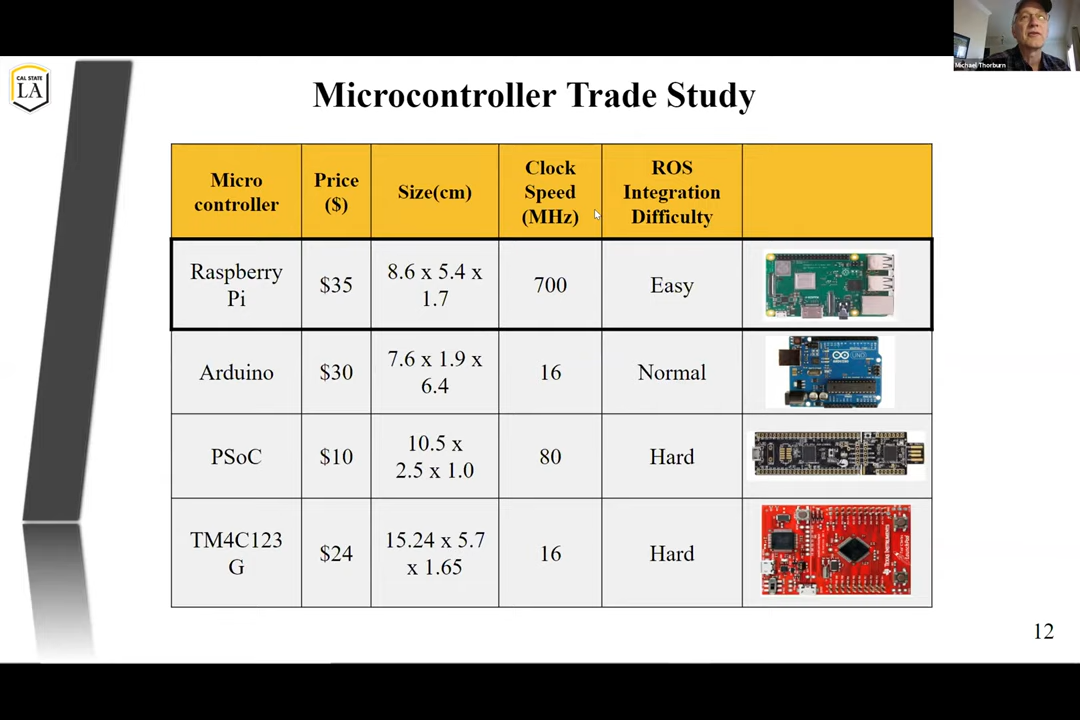 Michael Thorburn
CAL STATE
LA
Microcontroller Trade Study
Micro
controller
Price
($)
Size(cm)
Clock
Speed
(MHz)
ROS
Integration
Difficulty
Raspberry
Pi
$35
8.6 x 5.4 x
1.7
700
Easy
Arduino
$30
7.6 x 1.9 x
6.4
16
Normal
UNO
PSoC
$10
10.5 x
2.5 x 1.0
80
Hard
TM4C123
G
$24
15.24 x 5.7
x 1.65
16
Hard
TEXAS INSTRUMENTS
12